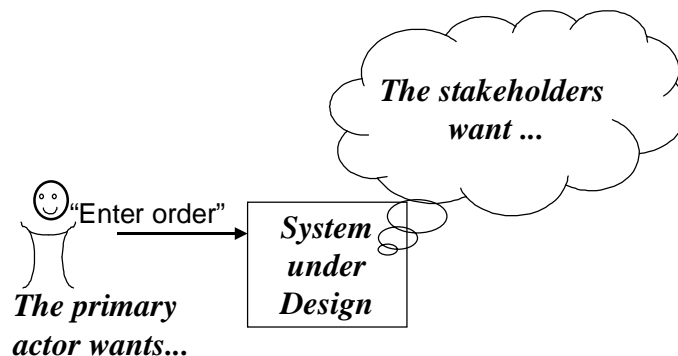 The stakeholders
want ...
“Enter order”
System
under
Design
The primary
actor wants...